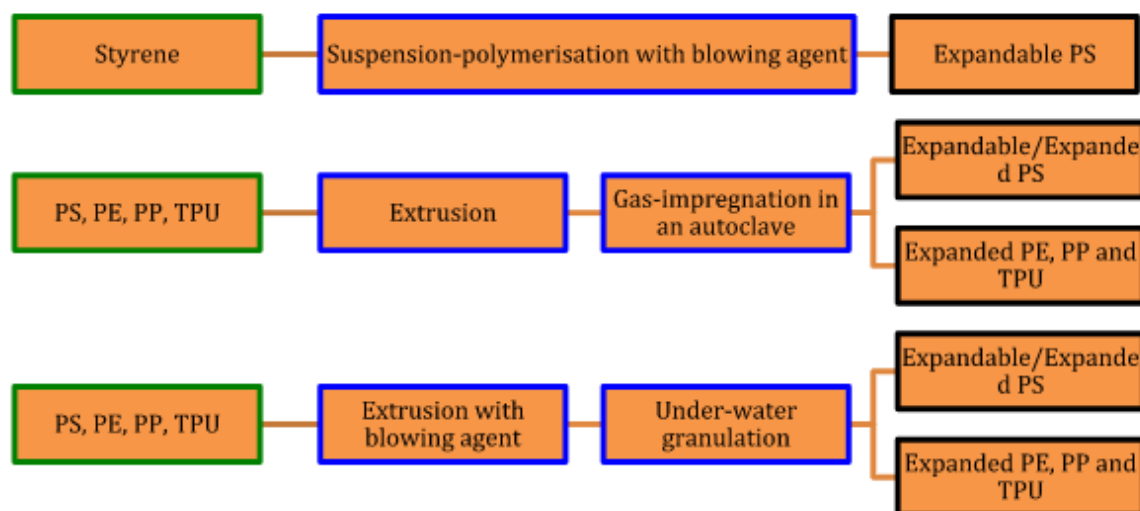 Styrene
Suspension-polymerisation with blowing agent
Expandable PS
PS, PE, PP, TPU
Extrusion
Gas-impregnation in
an autoclave
Expandable/Expande
d PS
Expanded PE, PP and
TPU
PS, PE, PP, TPU
Extrusion with
blowing agent
Under-water
granulation
Expandable/Expande
d PS
Expanded PE, PP and
TPU